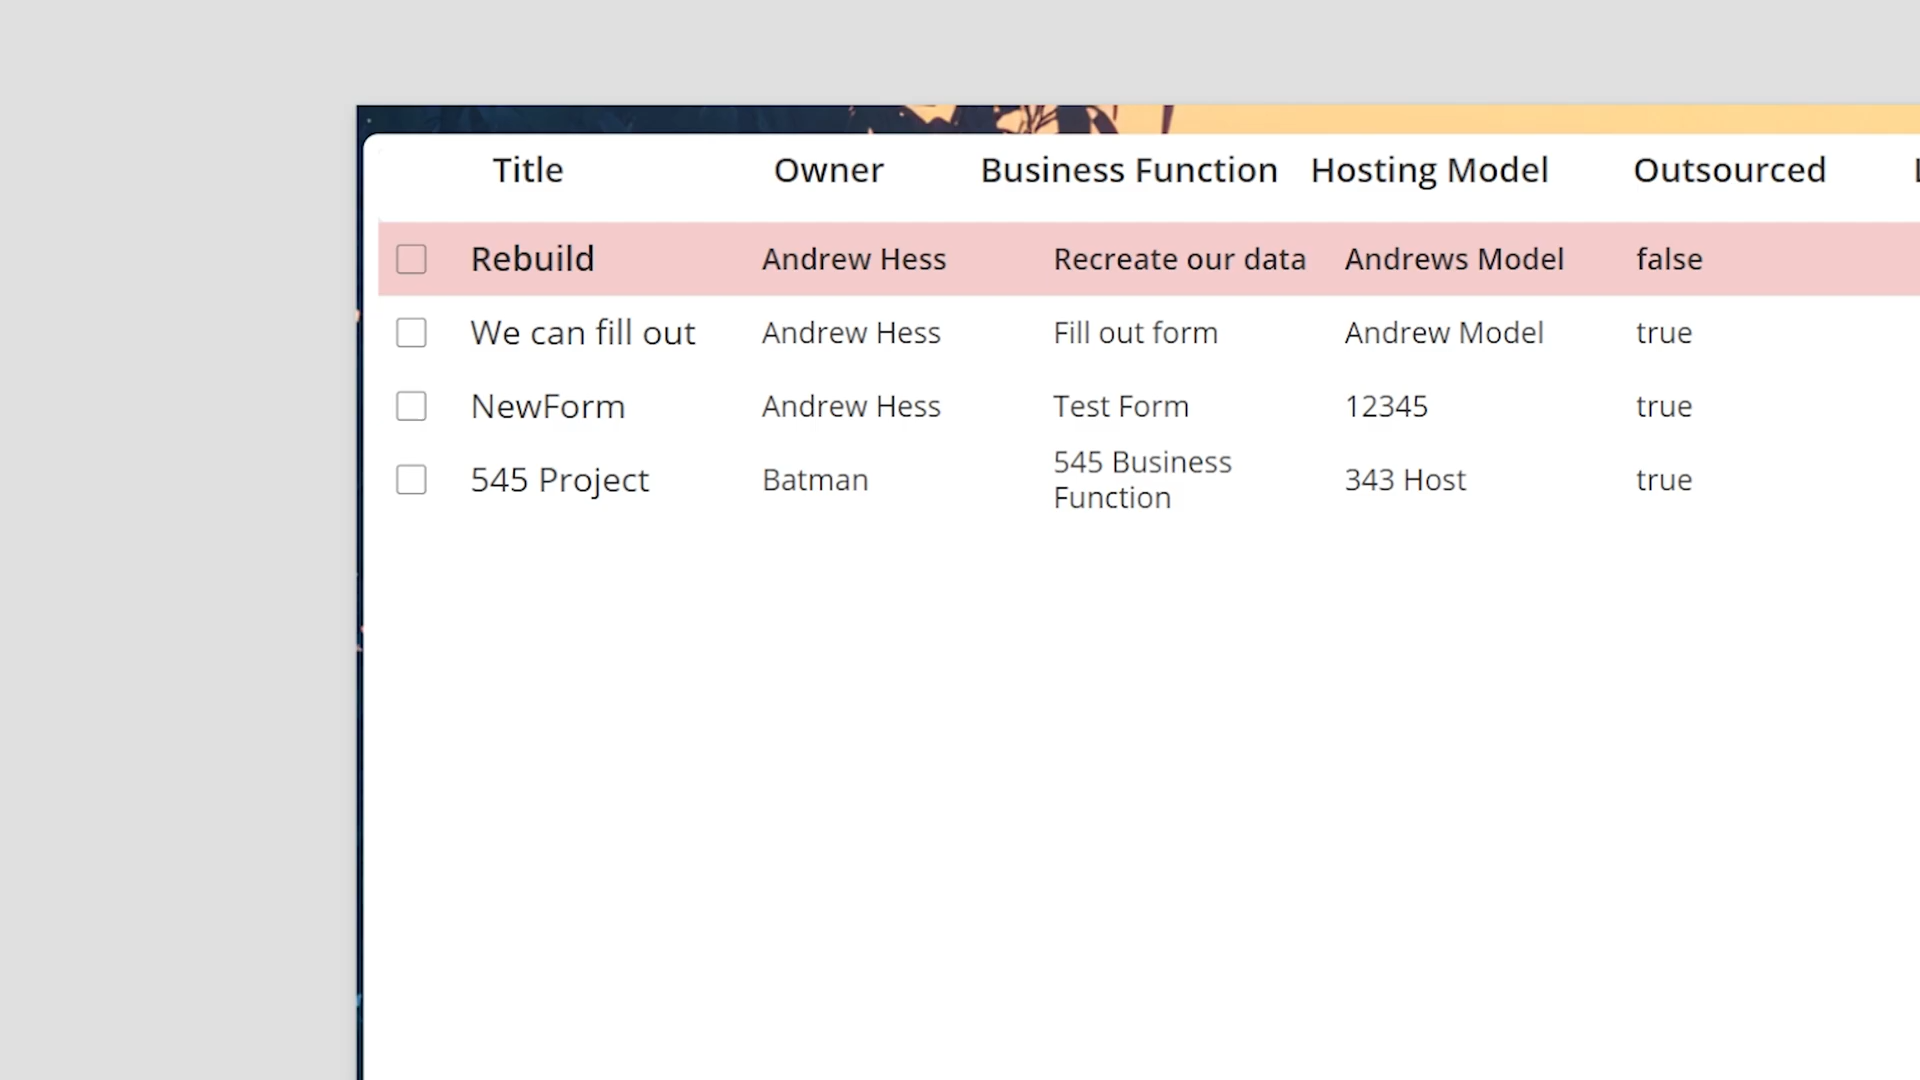 Title Owner Business Function Hosting Model Outsourced
Rebuild Andrew Hess Recreate our data Andrews Model false
We can fill out Andrew Hess Fill out form Andrew Model true
NewForm Andrew Hess Test Form 12345 true
545 Project Batman 545 Business Function 343 Host true